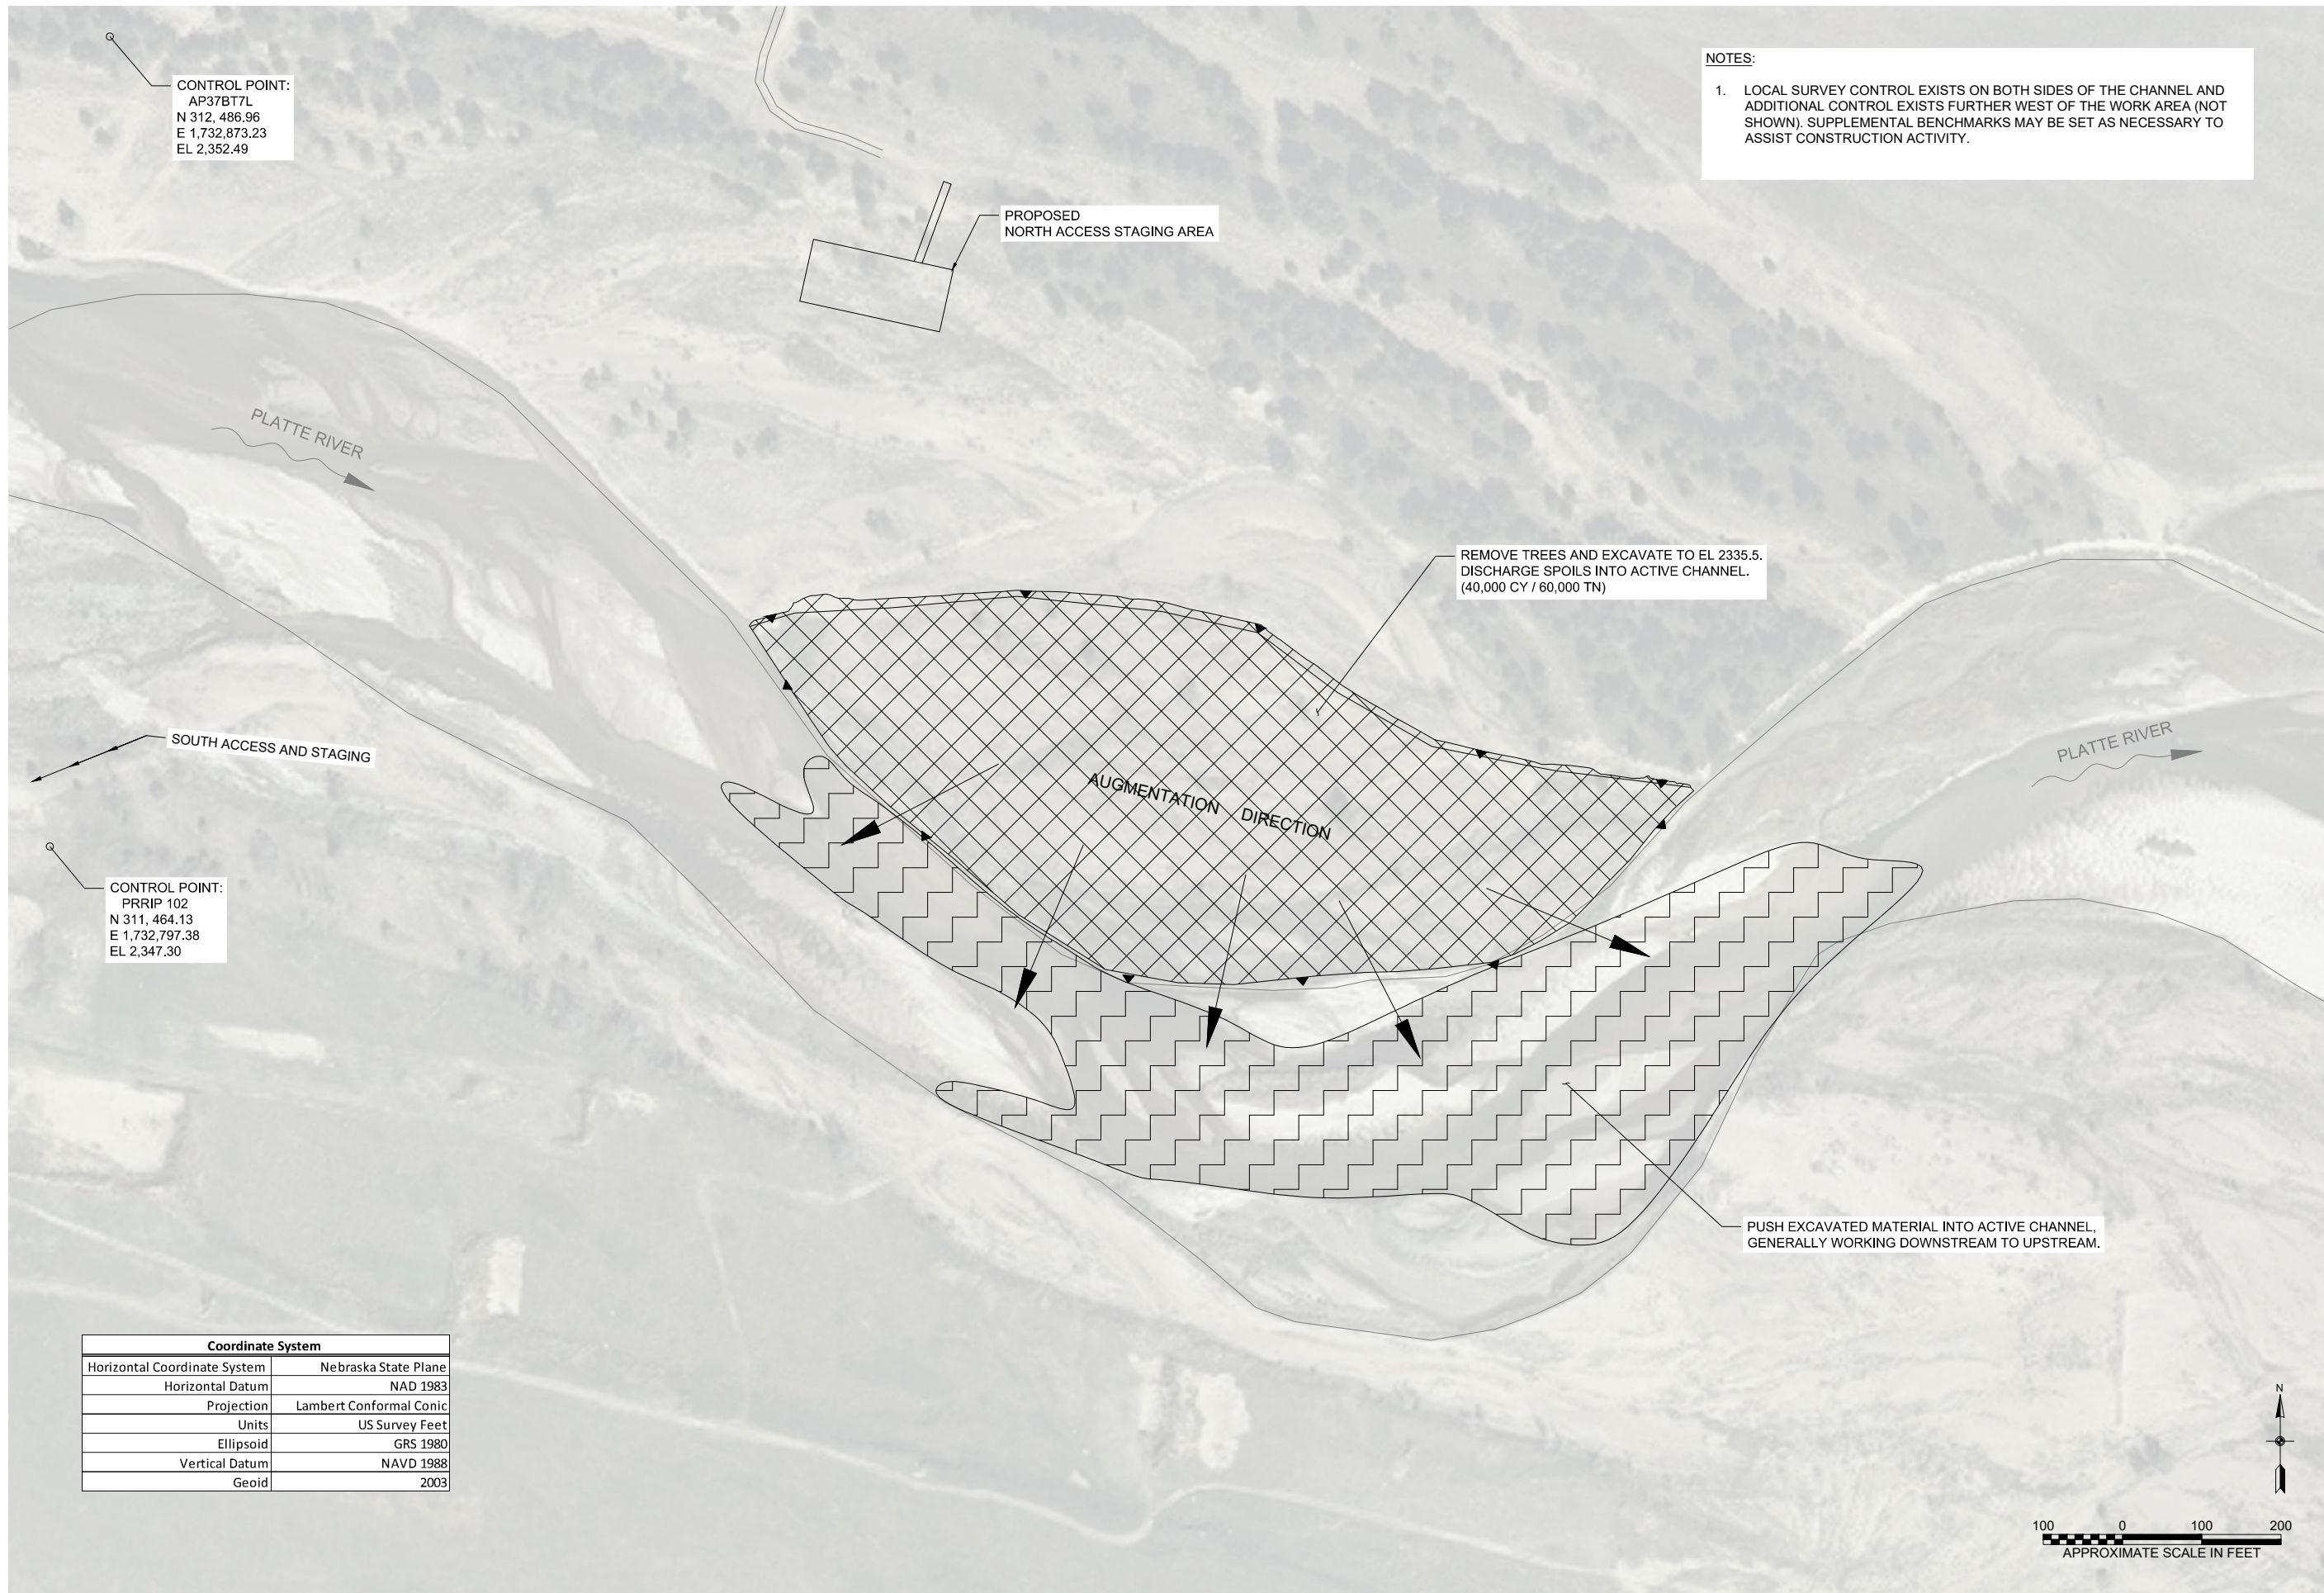 CONTROL POINT:
AP37BT7L
N 312, 486.96
E 1,732,873.23
EL 2,352.49
NOTES:
1. LOCAL SURVEY CONTROL EXISTS ON BOTH SIDES OF THE CHANNEL AND
ADDITIONAL CONTROL EXISTS FURTHER WEST OF THE WORK AREA (NOT
SHOWN). SUPPLEMENTAL BENCHMARKS MAY BE SET AS NECESSARY TO
ASSIST CONSTRUCTION ACTIVITY.
PROPOSED
NORTH ACCESS STAGING AREA
PLATTE RIVER
REMOVE TREES AND EXCAVATE TO EL 2335.5.
DISCHARGE SPOILS INTO ACTIVE CHANNEL.
(40,000 CY / 60,000 TN)
SOUTH ACCESS AND STAGING
PLATTE RIVER
AUGMENTATION DIRECTION
CONTROL POINT:
PRRIP 102
N 311, 464.13
E 1,732,797.38
EL 2,347.30
PUSH EXCAVATED MATERIAL INTO ACTIVE CHANNEL,
GENERALLY WORKING DOWNSTREAM TO UPSTREAM.
Coordinate System
Horizontal Coordinate System Nebraska State Plane
Horizontal Datum NAD 1983
Projection Lambert Conformal Conic
Units US Survey Feet
Ellipsoid GRS 1980
Vertical Datum NAVD 1988
Geoid 2003
N
100 0 100 200
APPROXIMATE SCALE IN FEET